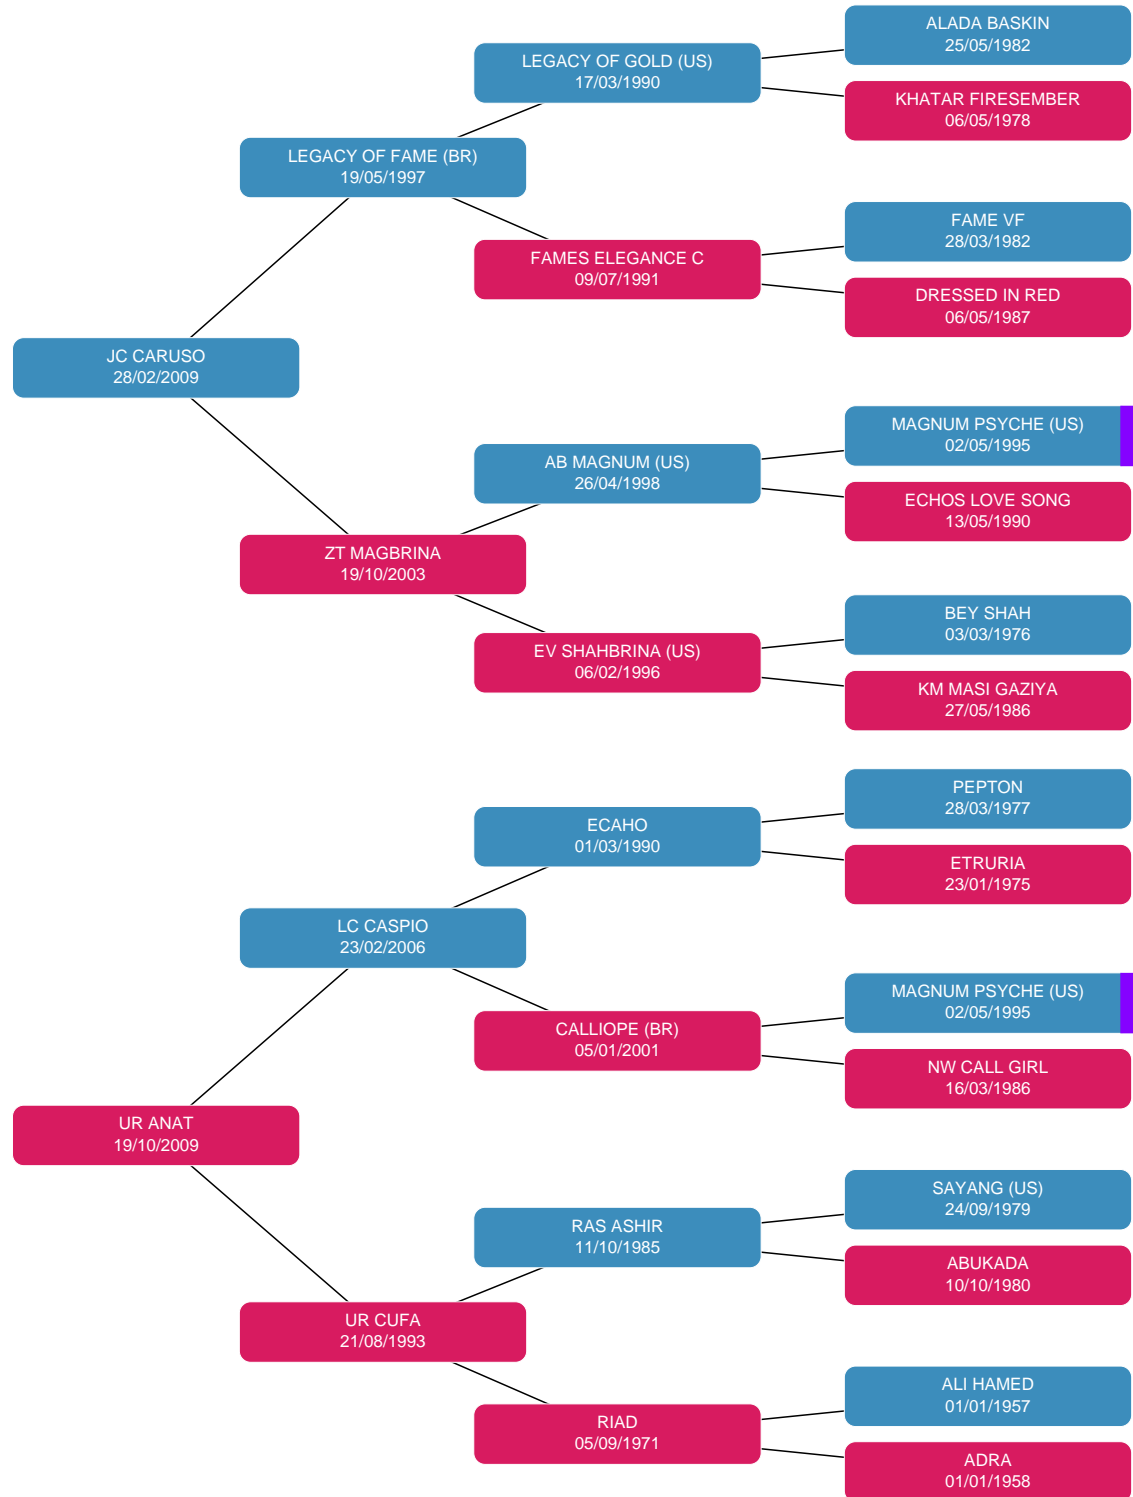 ALADA BASKIN
25/05/1982
LEGACY OF GOLD (US)
17/03/1990
KHATAR FIRESEMBER
06/05/1978
LEGACY OF FAME (BR)
19/05/1997
FAME VF
28/03/1982
FAMES ELEGANCE C
09/07/1991
DRESSED IN RED
06/05/1987
JC CARUSO
28/02/2009
MAGNUM PSYCHE (US)
02/05/1995
AB MAGNUM (US)
26/04/1998
ECHOS LOVE SONG
13/05/1990
ZT MAGBRINA
19/10/2003
BEY SHAH
03/03/1976
EV SHAHBRINA (US)
06/02/1996
KM MASI GAZIYA
27/05/1986
PEPTON
28/03/1977
ECAHO
01/03/1990
ETRURIA
23/01/1975
LC CASPIO
23/02/2006
MAGNUM PSYCHE (US)
02/05/1995
CALLIOPE (BR)
05/01/2001
NW CALL GIRL
16/03/1986
UR ANAT
19/10/2009
SAYANG (US)
24/09/1979
RAS ASHIR
11/10/1985
ABUKADA
10/10/1980
UR CUFA
21/08/1993
ALI HAMED
01/01/1957
RIAD
05/09/1971
ADRA
01/01/1958